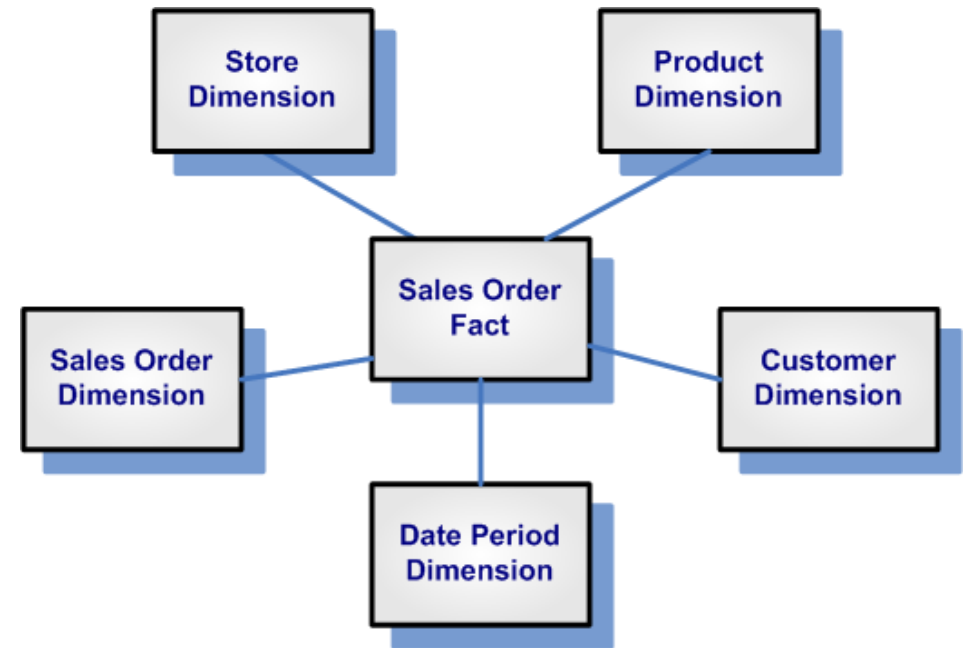 Store
Dimension
Product
Dimension
Sales Order
Fact
Sales Order
Dimension
Customer
Dimension
Date Period
Dimension